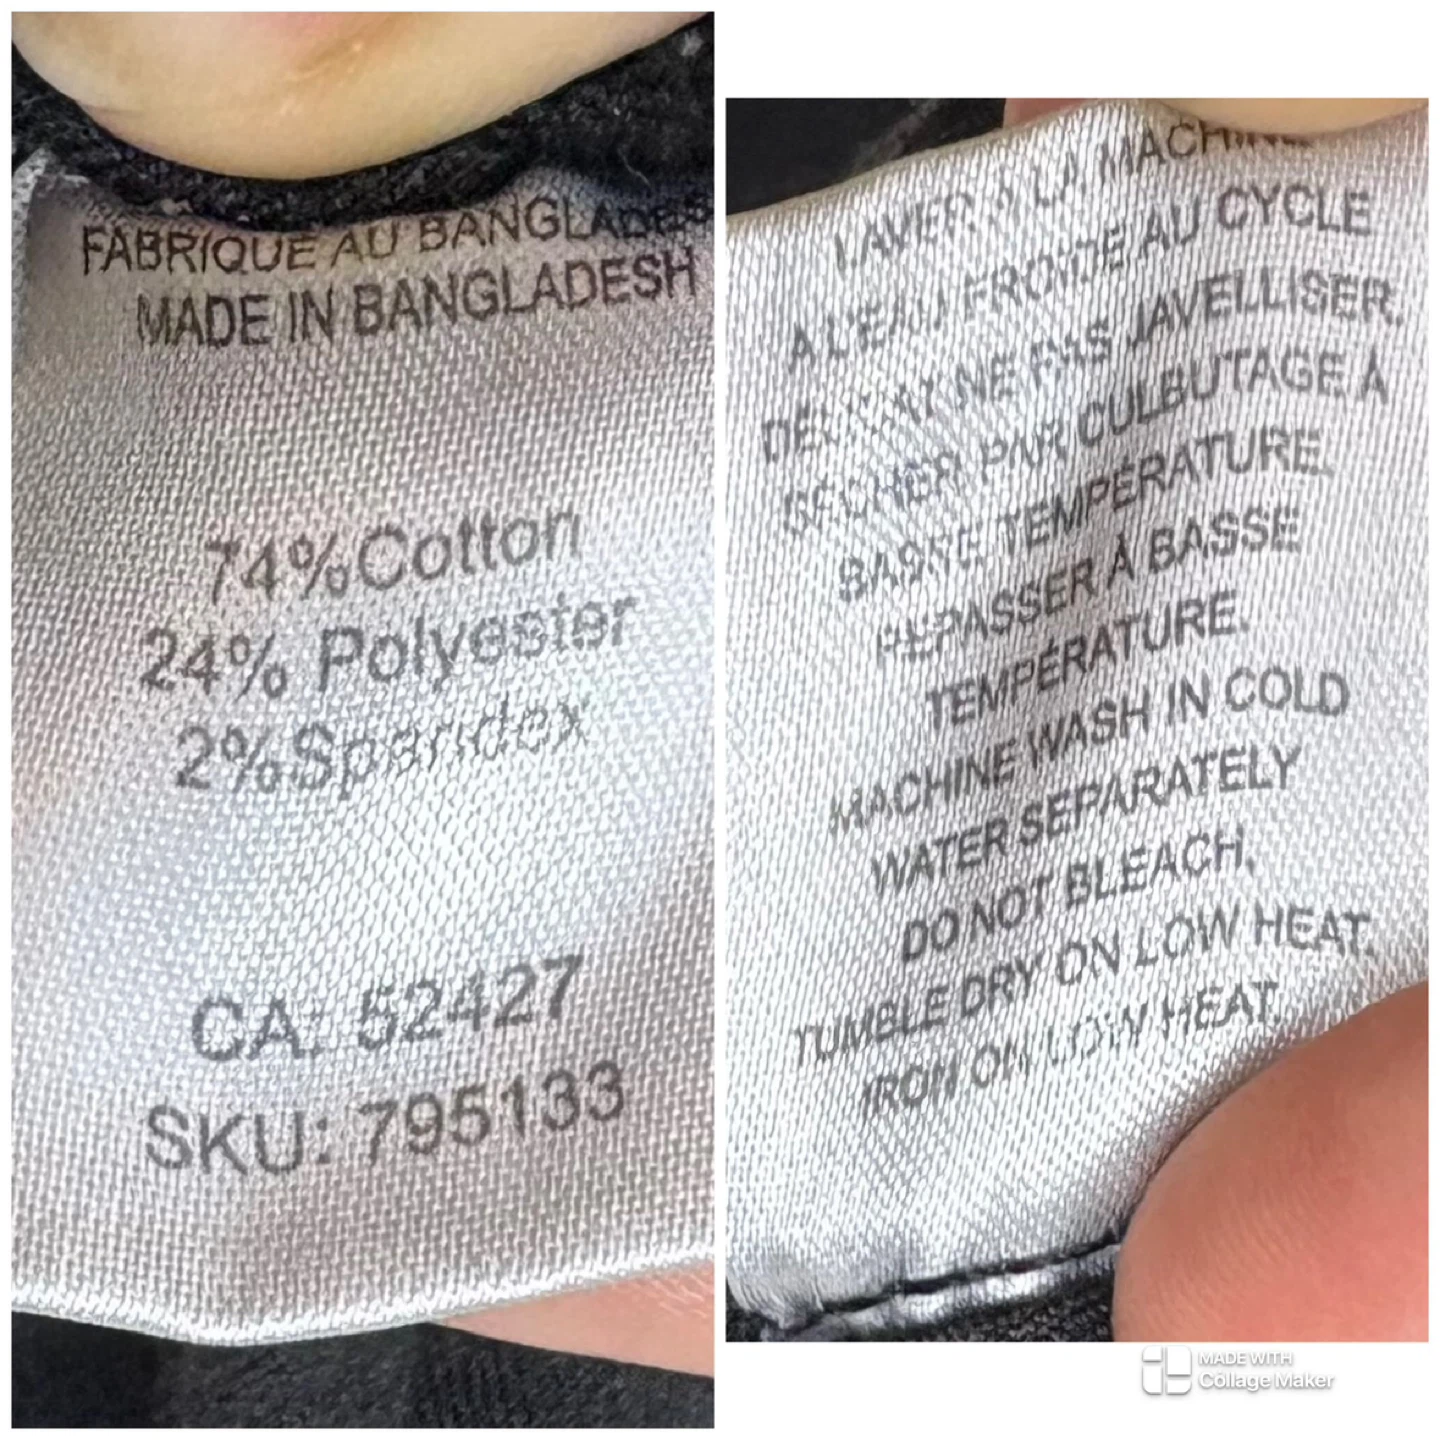 FABRIQUÉ AU BANGLADESH
MADE IN BANGLADESH
74%Cotton
24% Polyester
2%Spandex
CA: 52427
SKU: 795133
LAVER À LA MACHINE
A L'EAU FROIDE AU CYCLE
NE PAS JAVELLISER.
SÉCHER PAR CULBUTAGE À
BASSE TEMPÉRATURE.
REPASSER À BASSE
TEMPÉRATURE.
MACHINE WASH IN COLD
WATER SEPARATELY
DO NOT BLEACH.
TUMBLE DRY ON LOW HEAT.
IRON ON LOW HEAT.
MADE WITH
Collage Maker